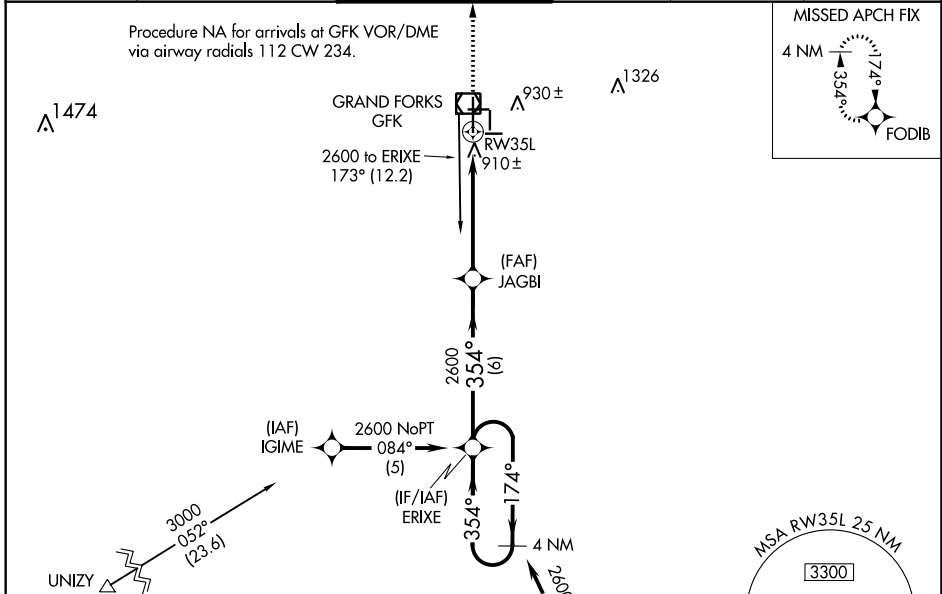 Procedure NA for arrivals at GFK VOR/DME
via airway radials 112 CW 234.
MISSED APCH FIX
4 NM
354°
174°
FODIB
1474
GRAND FORKS
GFK
930 ±
1326
RW35L
910 ±
2600 to ERIXE
173° (12.2)
(FAF)
JAGBI
2600
354°
(6)
(IAF)
IGIME
2600 NoPT
084°
(5)
(IF/IAF)
ERIXE
354°
174°
4 NM
2600
3000
052°
(23.6)
UNIZY
MSA RW35L 25 NM
3300